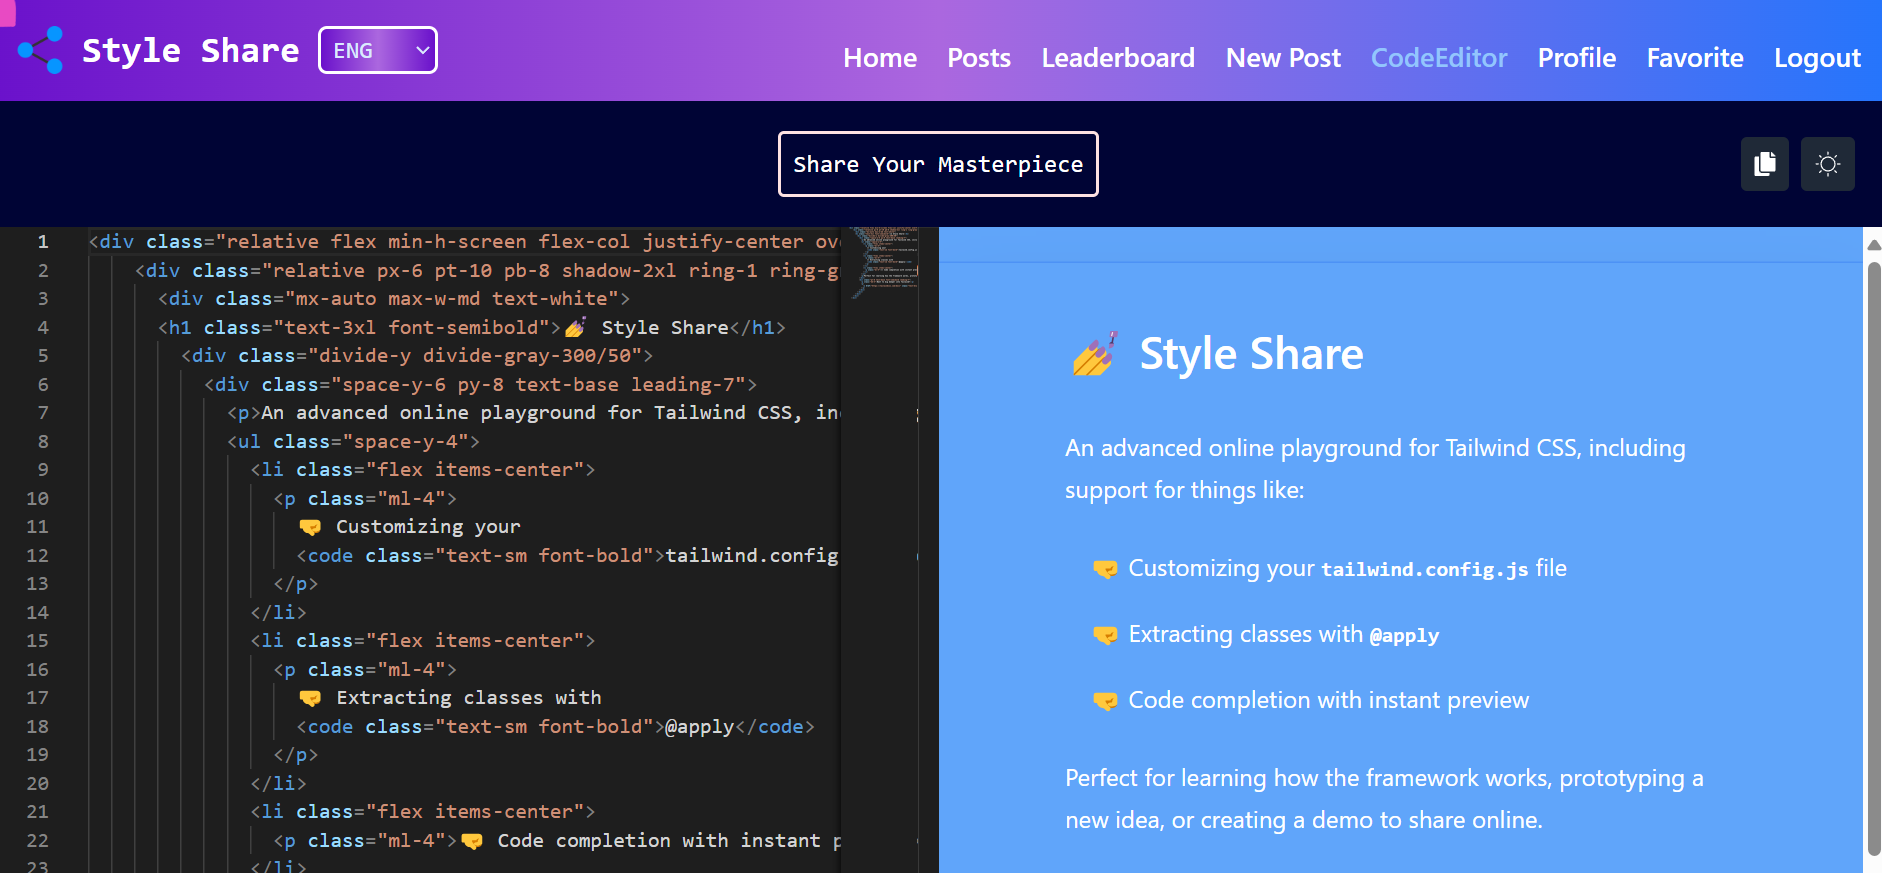 Style Share ENG Home Posts Leaderboard New Post CodeEditor Profile Favorite Logout
Share Your Masterpiece
1 <div class="relative flex min-h-screen flex-col justify-center
2 <div class="relative px-6 pt-10 pb-8 shadow-2xl ring-1
3 <div class="mx-auto max-w-md text-white">
4 <h1 class="text-3xl font-semibold">💅 Style Share</h1>
5 <div class="divide-y divide-gray-300/50">
6 <div class="space-y-6 py-8 text-base leading-7">
7 <p>An advanced online playground for Tailwind CSS,
8 <ul class="space-y-4">
9 <li class="flex items-center">
10 <p class="ml-4">
11 🤜 Customizing your
12 <code class="text-sm font-bold">tailwind.config
13 </p>
14 </li>
15 <li class="flex items-center">
16 <p class="ml-4">
17 🤜 Extracting classes with
18 <code class="text-sm font-bold">@apply</code>
19 </p>
20 </li>
21 <li class="flex items-center">
22 <p class="ml-4">🤜 Code completion with instant
23 </li>
💅 Style Share
An advanced online playground for Tailwind CSS, including
support for things like:
🤜 Customizing your tailwind.config.js file
🤜 Extracting classes with @apply
🤜 Code completion with instant preview
Perfect for learning how the framework works, prototyping a
new idea, or creating a demo to share online.